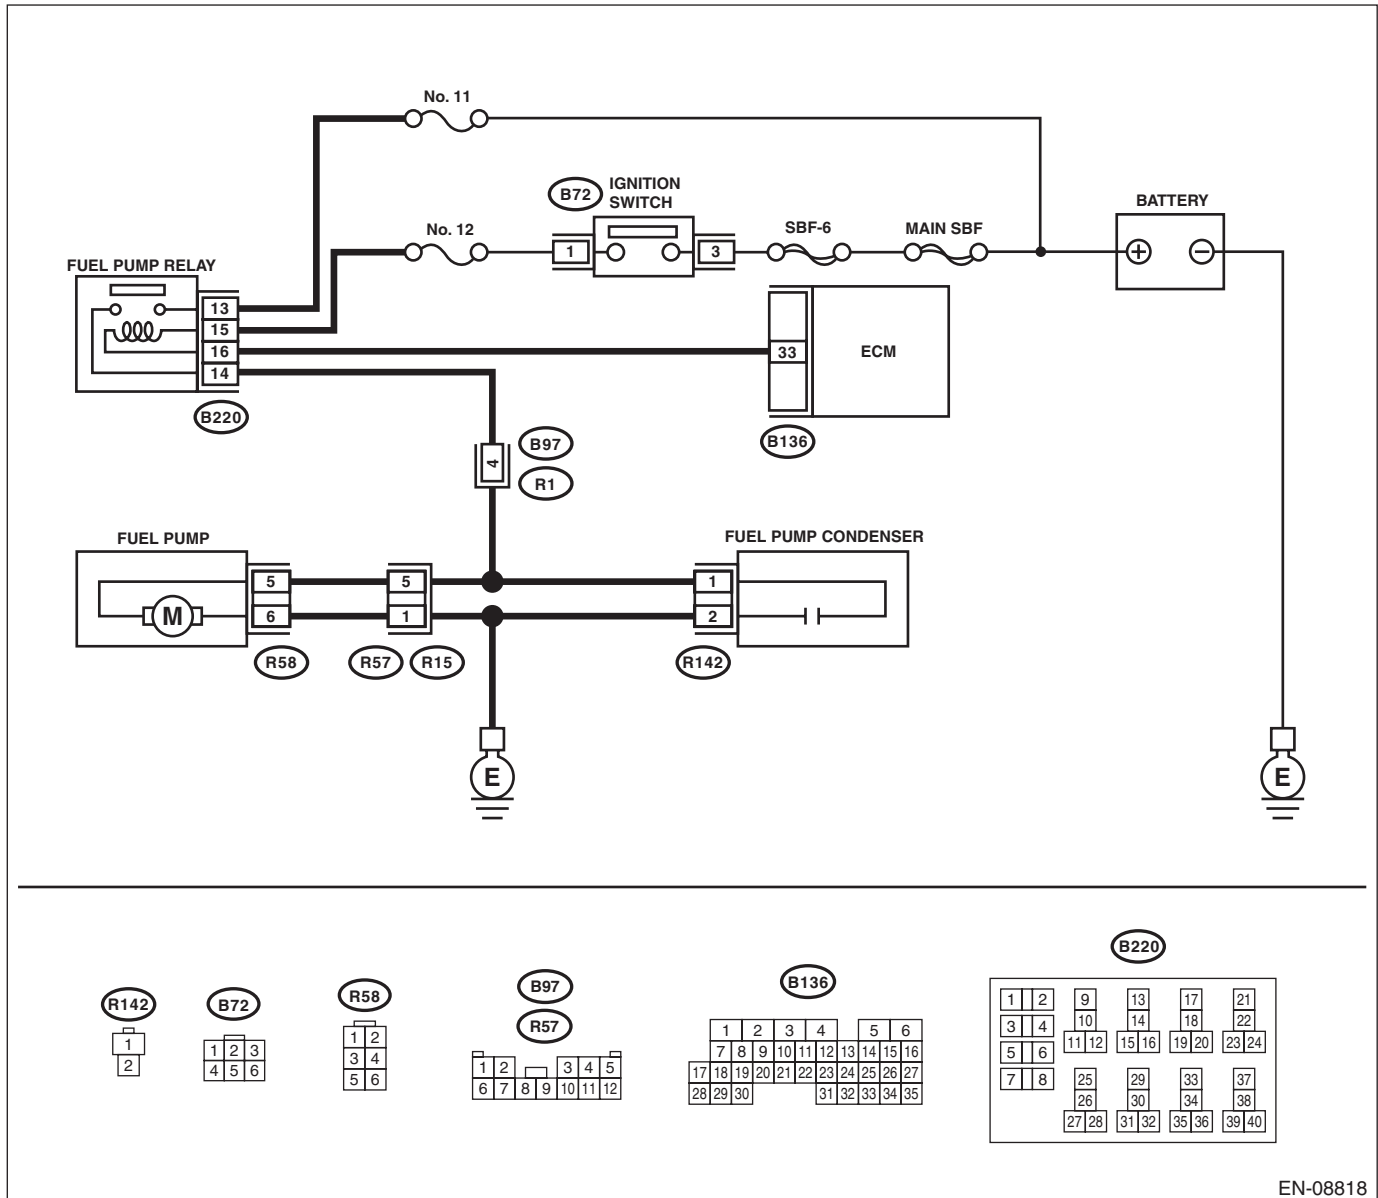 No. 11
B72
IGNITION
SWITCH
No. 12
1
3
SBF-6
MAIN SBF
BATTERY
+
−
FUEL PUMP RELAY
13
15
16
14
B220
33
ECM
B136
4
B97
R1
FUEL PUMP
M
5
6
R58
5
1
R57
R15
FUEL PUMP CONDENSER
1
2
R142
E
E
R142
1
2
B72
1 2 3
4 5 6
R58
1 2
3 4
5 6
B97
R57
1 2 3 4 5
6 7 8 9 10 11 12
B136
1 2 3 4 5 6
7 8 9 10 11 12 13 14 15 16
17 18 19 20 21 22 23 24 25 26 27
28 29 30 31 32 33 34 35
B220
1 2 9 13 17 21
3 4 10 14 18 22
11 12 15 16 19 20 23 24
5 6
7 8 25 29 33 37
26 30 34 38
27 28 31 32 35 36 39 40
EN-08818